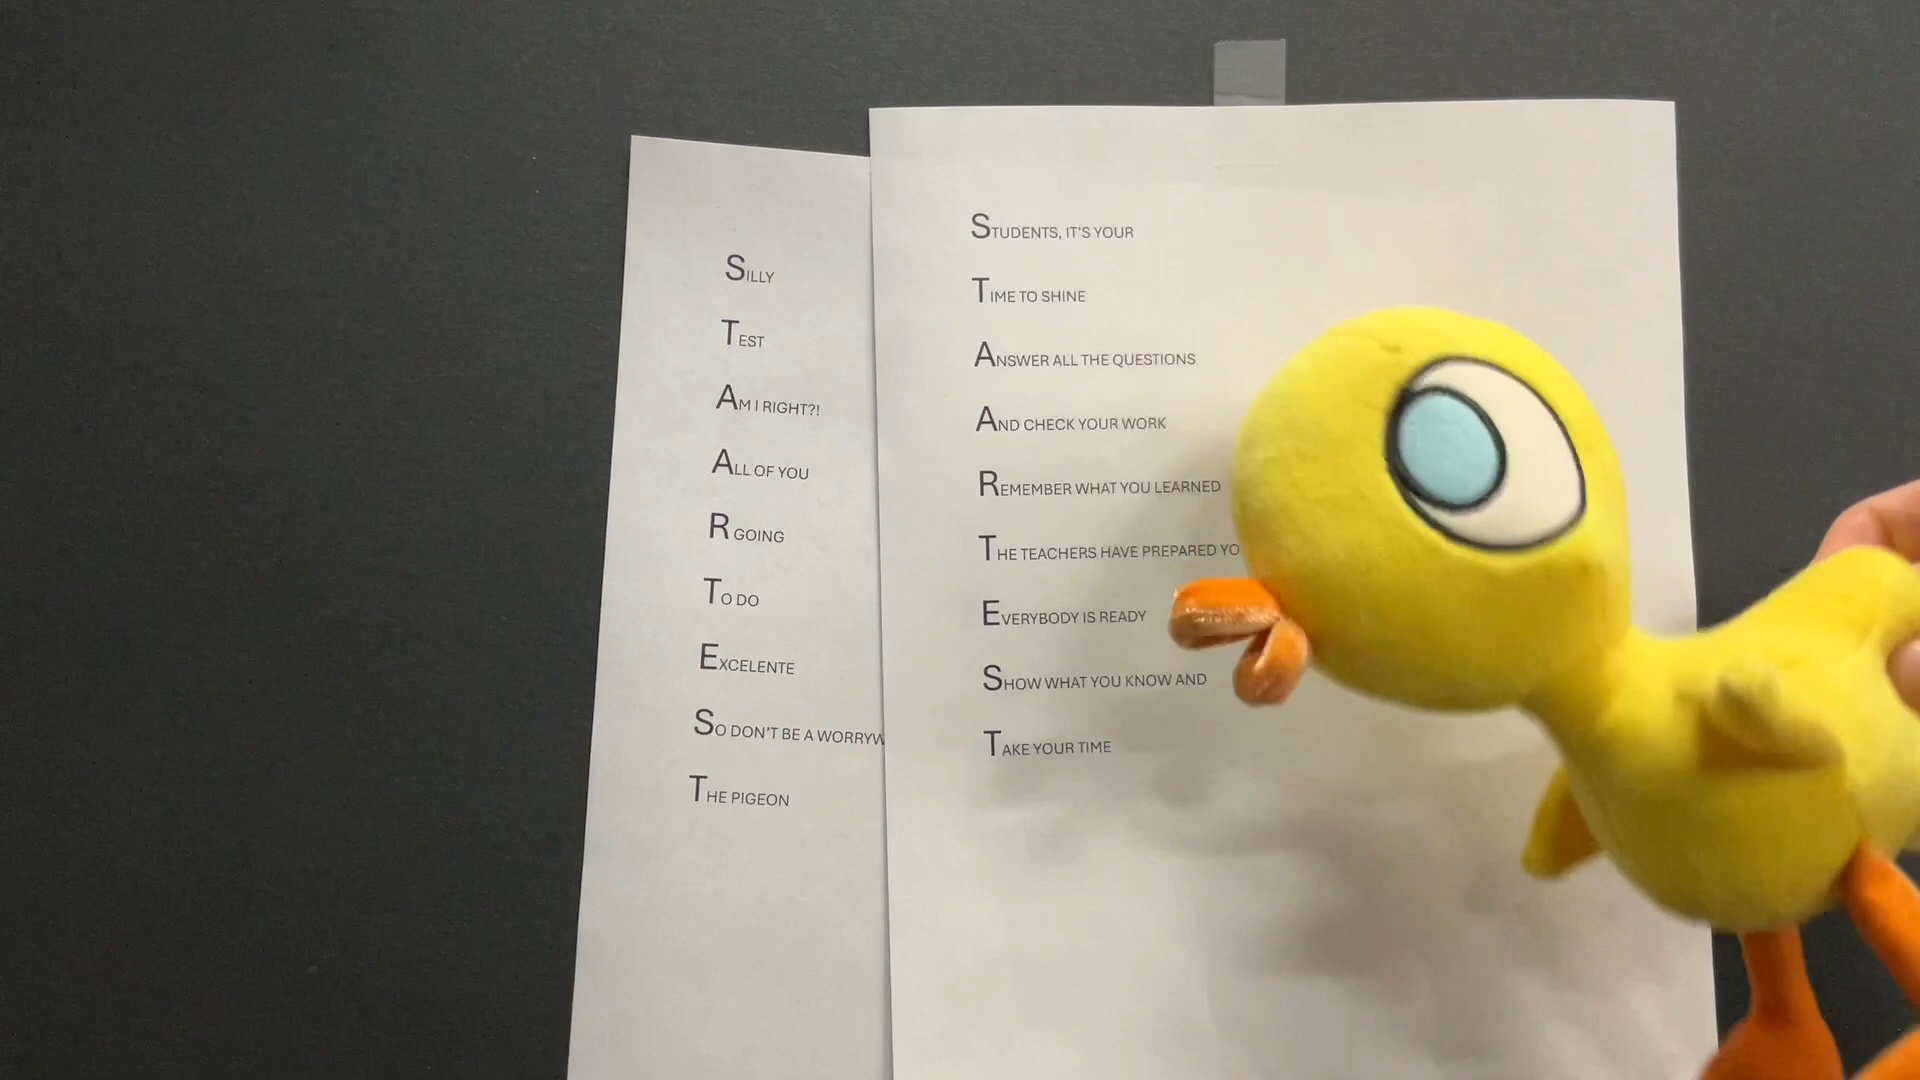 SILLY
TEST
AM I RIGHT?!
ALL OF YOU
R GOING
TO DO
EXCELENTE
SO DON'T BE A
THE PIGEON
STUDENTS, IT'S YOUR
TIME TO SHINE
ANSWER ALL THE QUESTIONS
AND CHECK YOUR WORK
REMEMBER WHAT YOU LEARNED
THE TEACHERS HAVE PREPARED
EVERYBODY IS READY
SHOW WHAT YOU KNOW AND
TAKE YOUR TIME